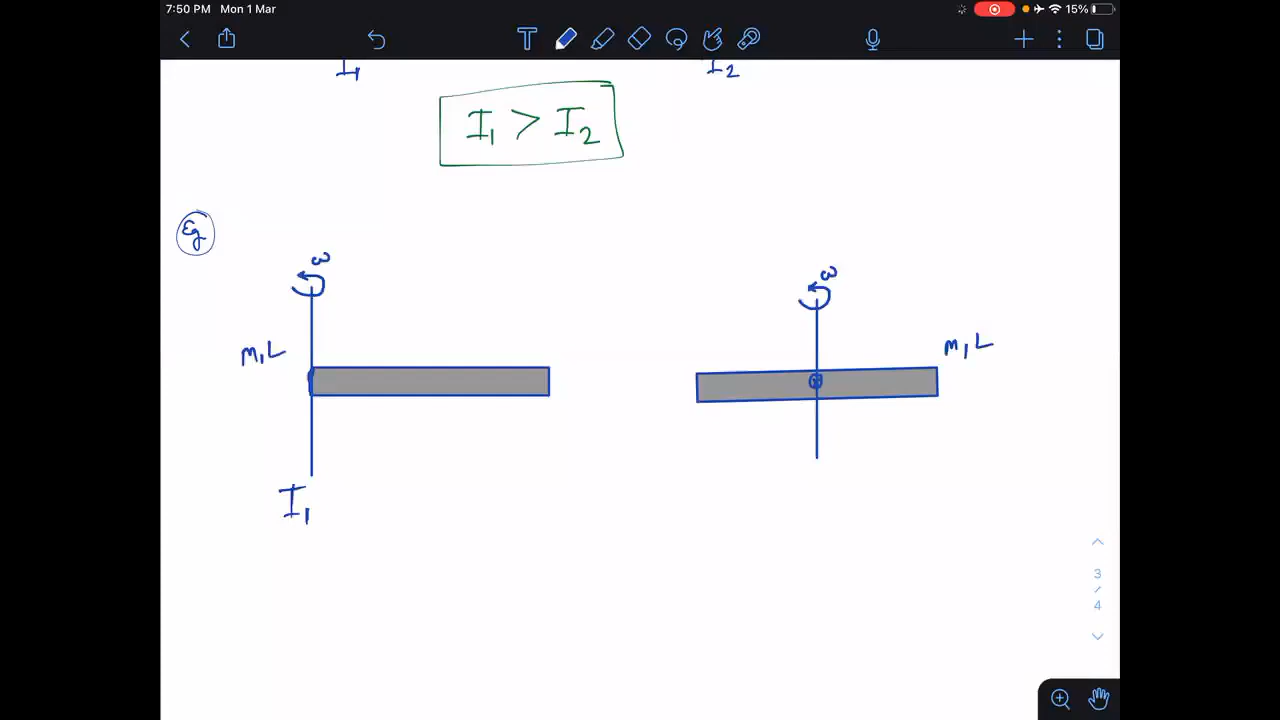 7:50 PM Mon 1 Mar
15%
T
I₁
I₂
I₁ > I₂
Eg
ω
ω
m, L
m, L
I₁
3
/
4